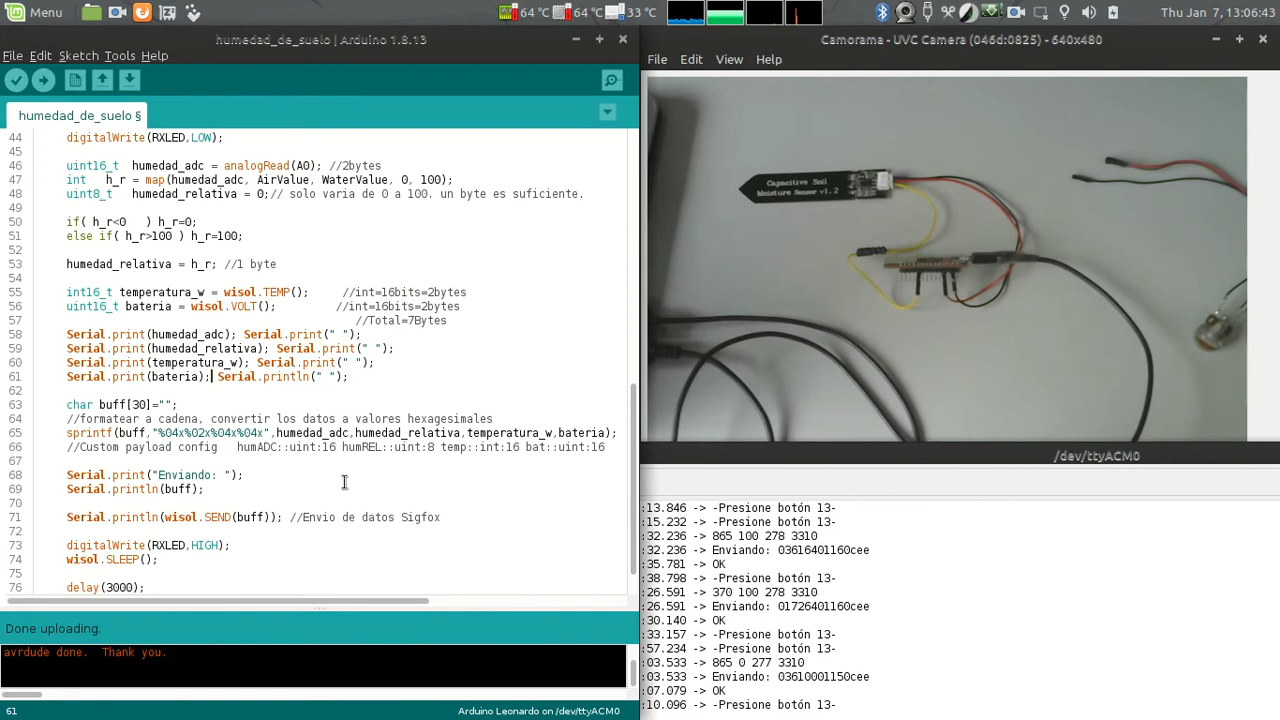 Menu
64 °C
64 °C
33 °C
Thu Jan 7, 13:06:43
humedad_de_suelo | Arduino 1.8.13
File Edit Sketch Tools Help
humedad_de_suelo §
44 digitalWrite(RXLED,LOW);
45
46 uint16_t humedad_adc = analogRead(A0); //2bytes
47 int h_r = map(humedad_adc, AirValue, WaterValue, 0, 100);
48 uint8_t humedad_relativa = 0;// solo varia de 0 a 100. un byte es suficiente.
49
50 if( h_r<0 ) h_r=0;
51 else if( h_r>100 ) h_r=100;
52
53 humedad_relativa = h_r; //1 byte
54
55 int16_t temperatura_w = wisol.TEMP(); //int=16bits=2bytes
56 uint16_t bateria = wisol.VOLT(); //int=16bits=2bytes
57 //Total=7Bytes
58 Serial.print(humedad_adc); Serial.print(" ");
59 Serial.print(humedad_relativa); Serial.print(" ");
60 Serial.print(temperatura_w); Serial.print(" ");
61 Serial.print(bateria); Serial.println(" ");
62
63 char buff[30]="";
64 //formatear a cadena, convertir los datos a valores hexagesimales
65 sprintf(buff,"%04x%02x%04x%04x",humedad_adc,humedad_relativa,temperatura_w,bateria);
66 //Custom payload config humADC::uint:16 humREL::uint:8 temp::int:16 bat::uint:16
67
68 Serial.print("Enviando: ");
69 Serial.println(buff);
70
71 Serial.println(wisol.SEND(buff)); //Envio de datos Sigfox
72
73 digitalWrite(RXLED,HIGH);
74 wisol.SLEEP();
75
76 delay(3000);
Done uploading.
avrdude done. Thank you.
61
Arduino Leonardo on /dev/ttyACM0
Camorama - UVC Camera (046d:0825) - 640x480
File Edit View Help
Capacitive Soil
Moisture Sensor v1.2
/dev/ttyACM0
:13.846 -> -Presione botón 13-
:15.232 -> -Presione botón 13-
:32.236 -> 865 100 278 3310
:32.236 -> Enviando: 03616401160cee
:35.781 -> OK
:38.798 -> -Presione botón 13-
:26.591 -> 370 100 278 3310
:26.591 -> Enviando: 01726401160cee
:30.140 -> OK
:33.157 -> -Presione botón 13-
:57.234 -> -Presione botón 13-
:03.533 -> 865 0 277 3310
:03.533 -> Enviando: 03610001150cee
:07.079 -> OK
:10.096 -> -Presione botón 13-